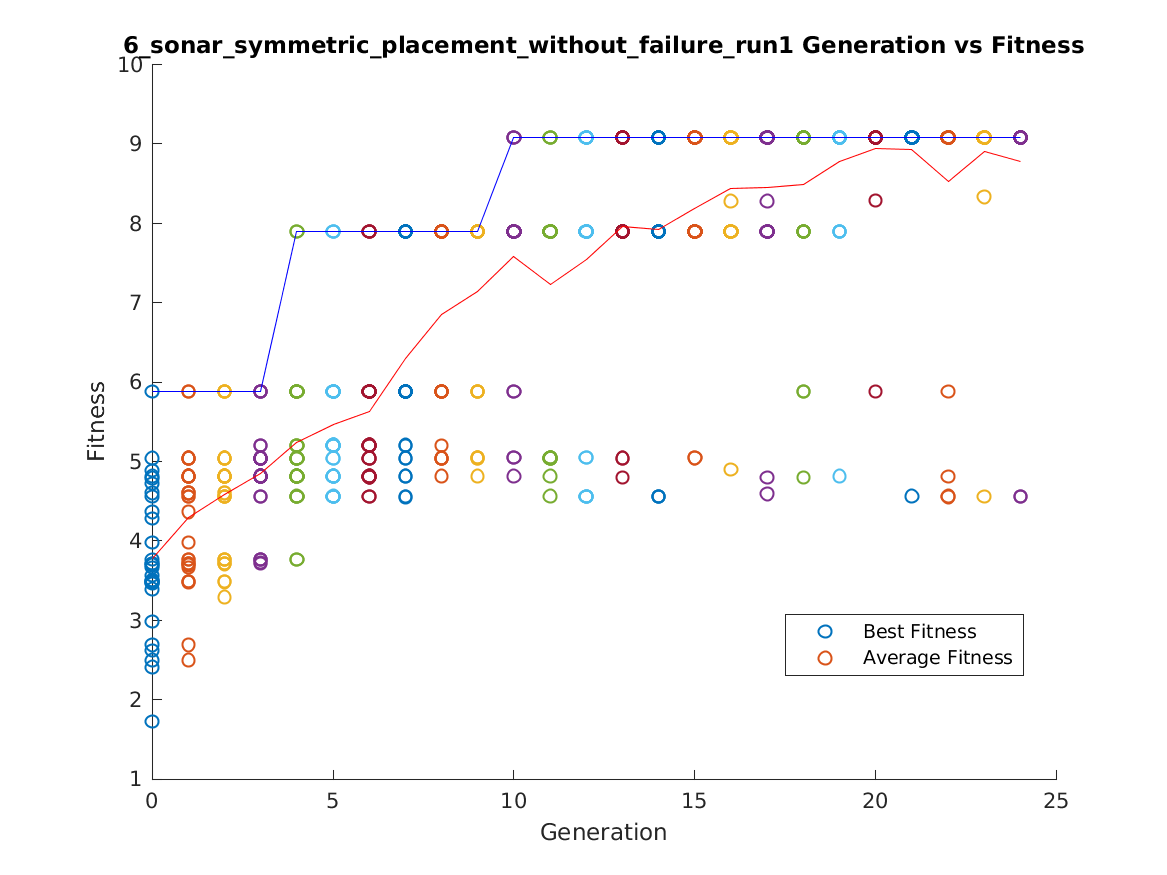 6_sonar_symmetric_placement_without_failure_run1 Generation vs Fitness
10
9
8
7
6
5
4
3
2
1
Fitness
Best Fitness
Average Fitness
0 5 10 15 20 25
Generation